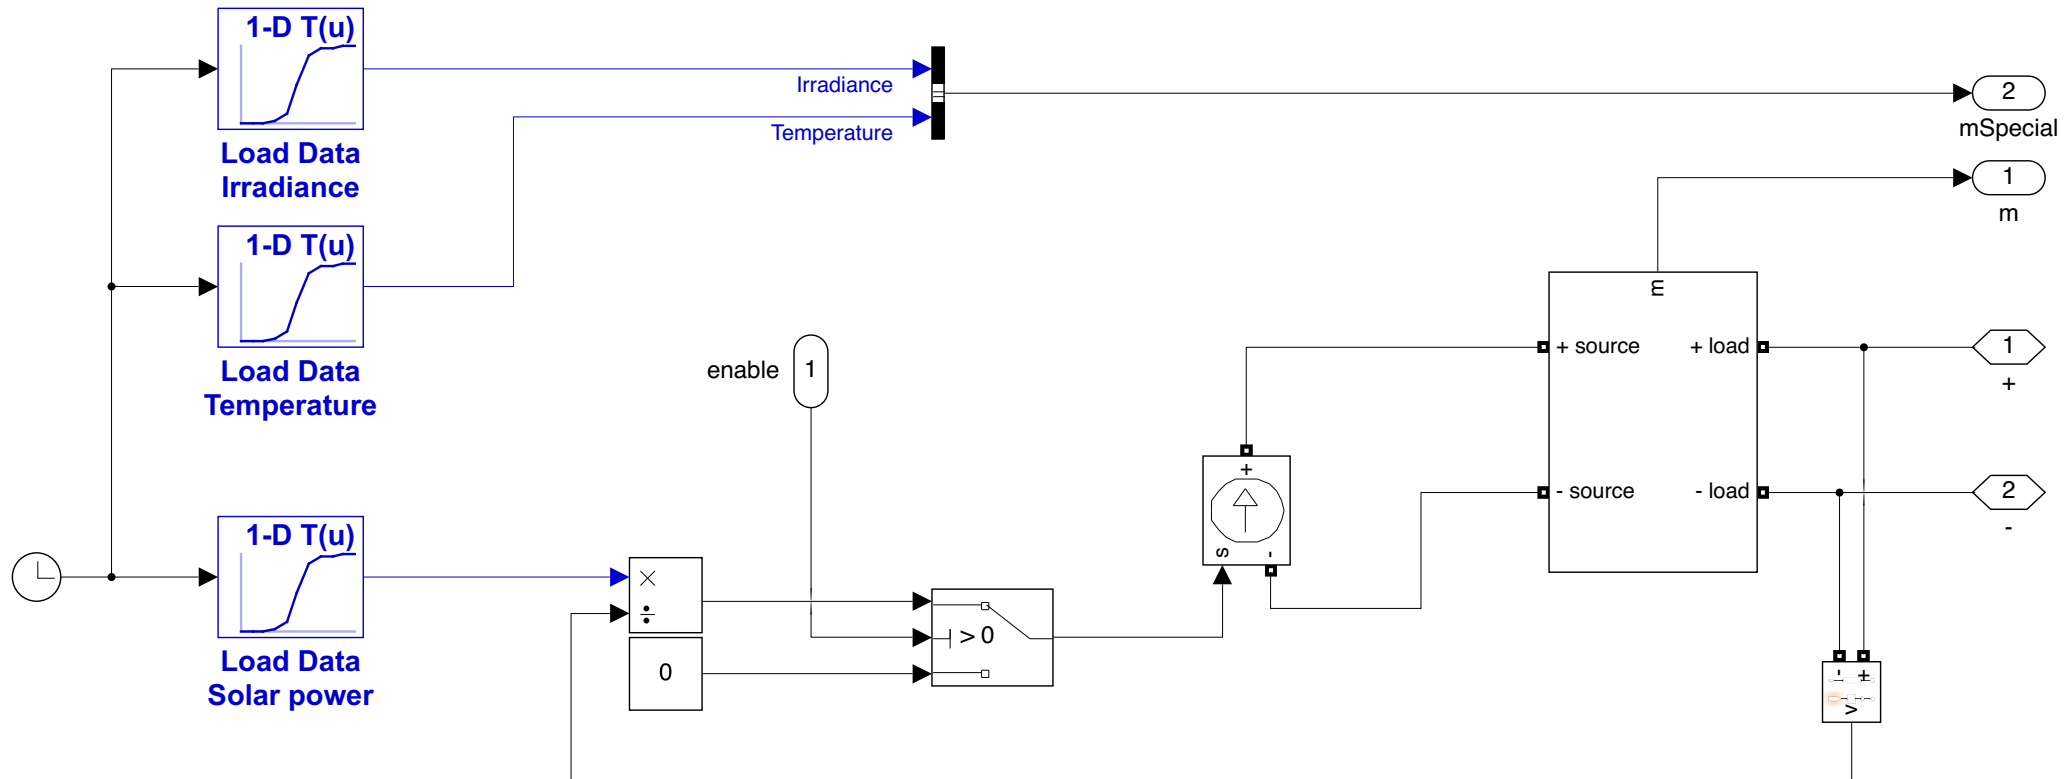 1-D T(u)
Load Data
Irradiance
Irradiance
Temperature
2
mSpecial
1
m
1-D T(u)
Load Data
Temperature
enable
1
m
+ source
+ load
1
+
- source
- load
2
-
+
s
-
1-D T(u)
Load Data
Solar power
×
÷
0
> 0
- +
v